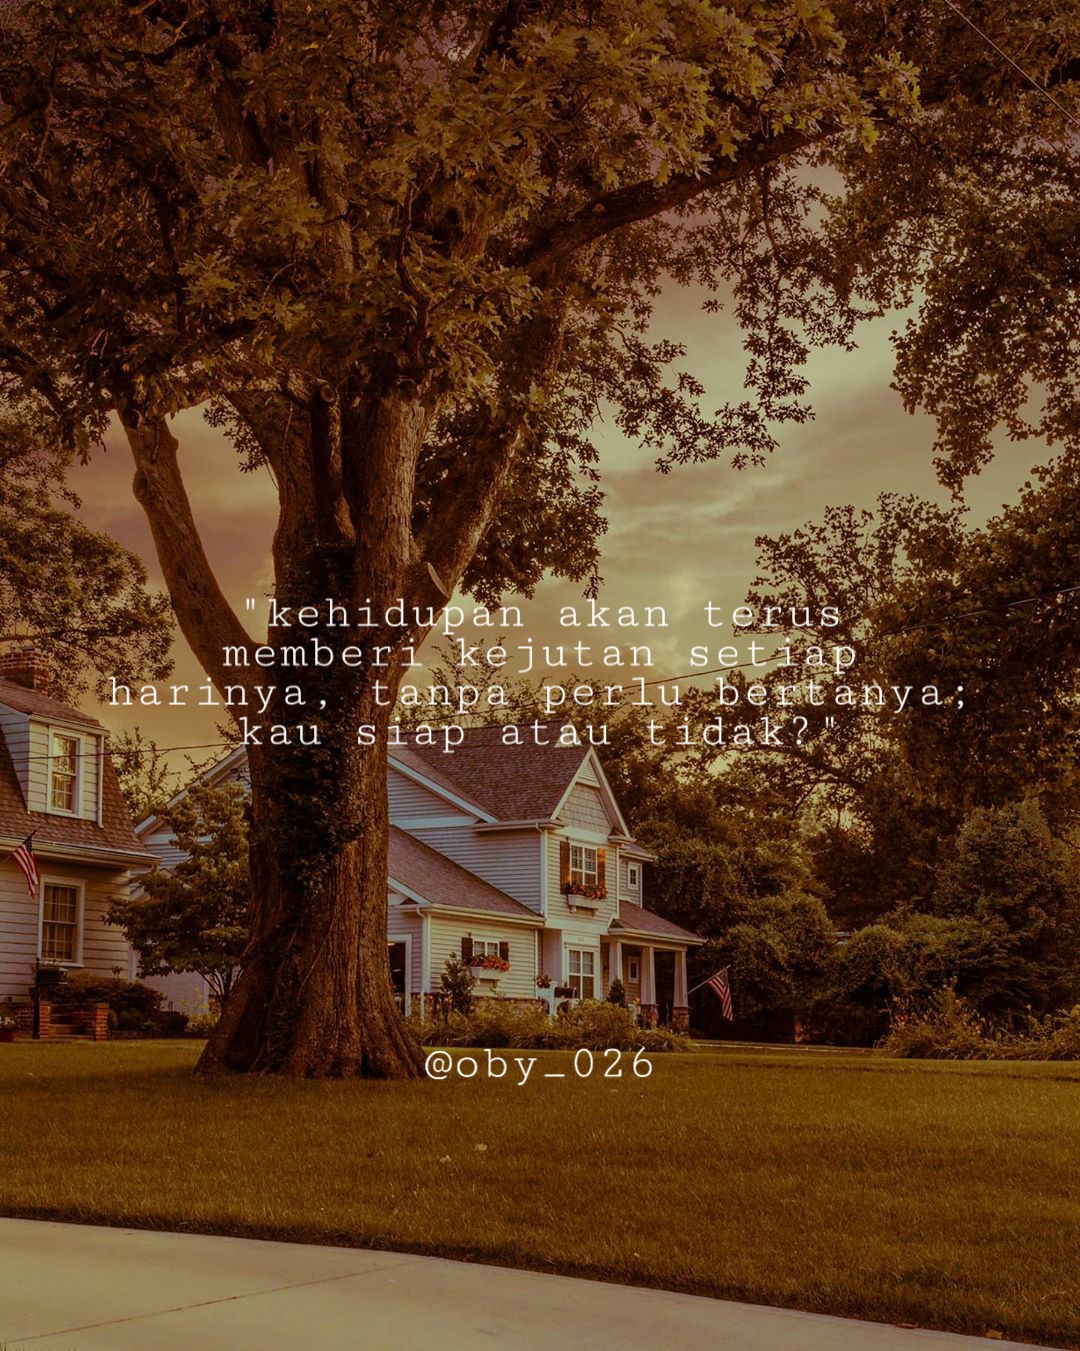 "kehidupan akan terus
memberi kejutan setiap
harinya, tanpa perlu bertanya;
kau siap atau tidak?"
@oby_026